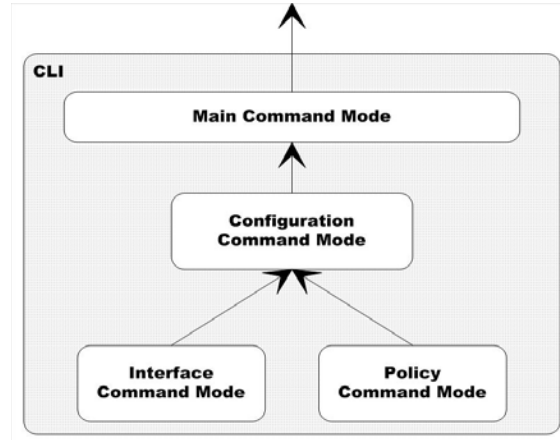 CLI
Main Command Mode
Configuration
Command Mode
Interface
Command Mode
Policy
Command Mode